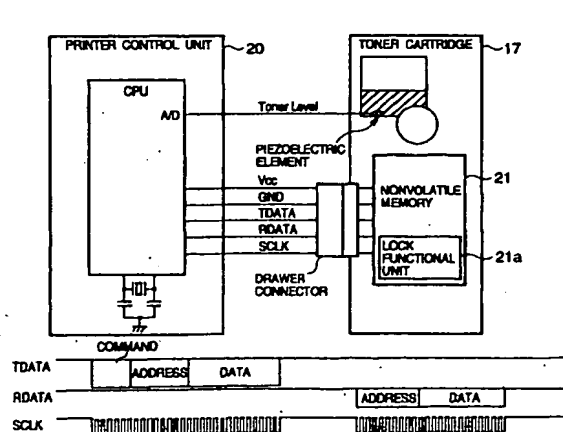 PRINTER CONTROL UNIT
20
TONER CARTRIDGE
17
CPU
A/D
Toner Level
PIEZOELECTRIC
ELEMENT
Vcc
GND
TDATA
RDATA
SCLK
21
NONVOLATILE
MEMORY
LOCK
FUNCTIONAL
UNIT
21a
DRAWER
CONNECTOR
COMMAND
TDATA
ADDRESS
DATA
RDATA
ADDRESS
DATA
SCLK